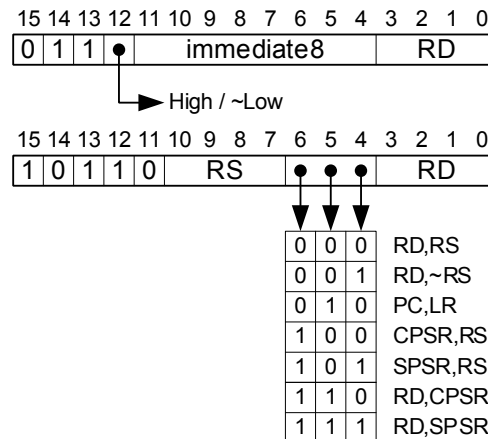 15 14 13 12 11 10 9 8 7 6 5 4 3 2 1 0
0 1 1 immediate8 RD
High / ~Low
15 14 13 12 11 10 9 8 7 6 5 4 3 2 1 0
1 0 1 1 0 RS RD
0 0 0 RD,RS
0 0 1 RD,~RS
0 1 0 PC,LR
1 0 0 CPSR,RS
1 0 1 SPSR,RS
1 1 0 RD,CPSR
1 1 1 RD,SPSR